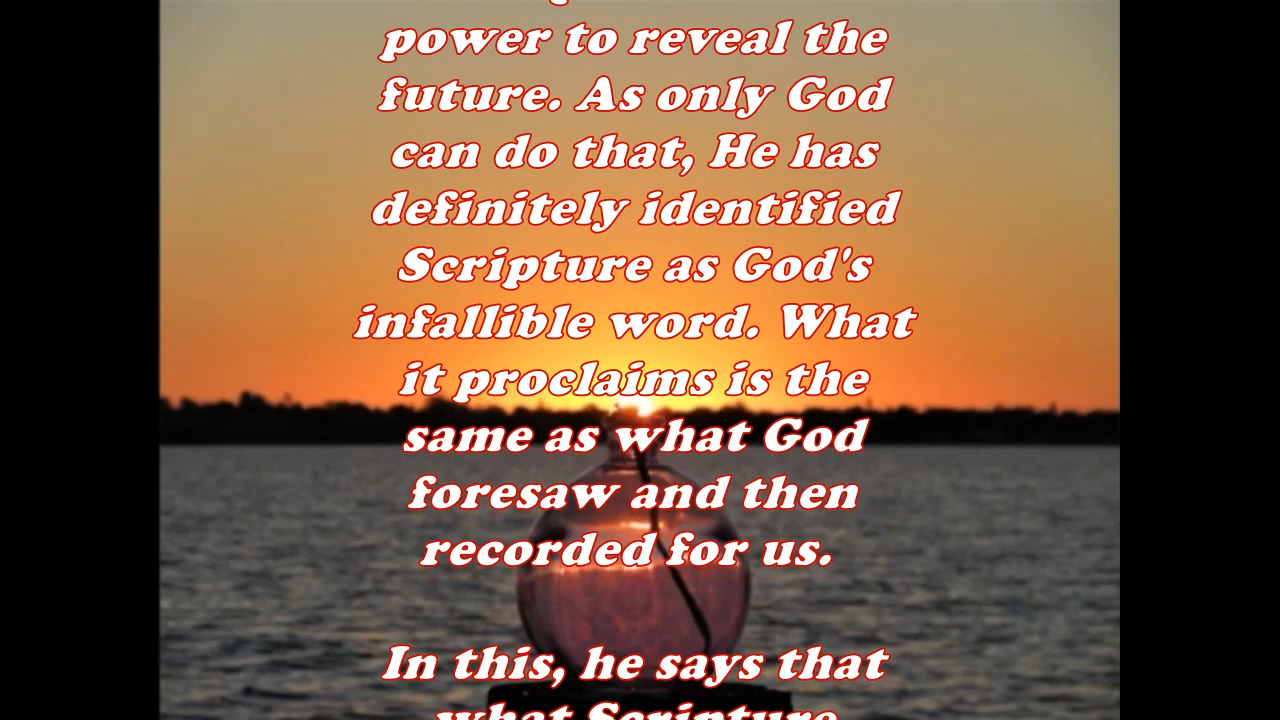 power to reveal the
future. As only God
can do that, He has
definitely identified
Scripture as God's
infallible word. What
it proclaims is the
same as what God
foresaw and then
recorded for us.
In this, he says that
what Scripture